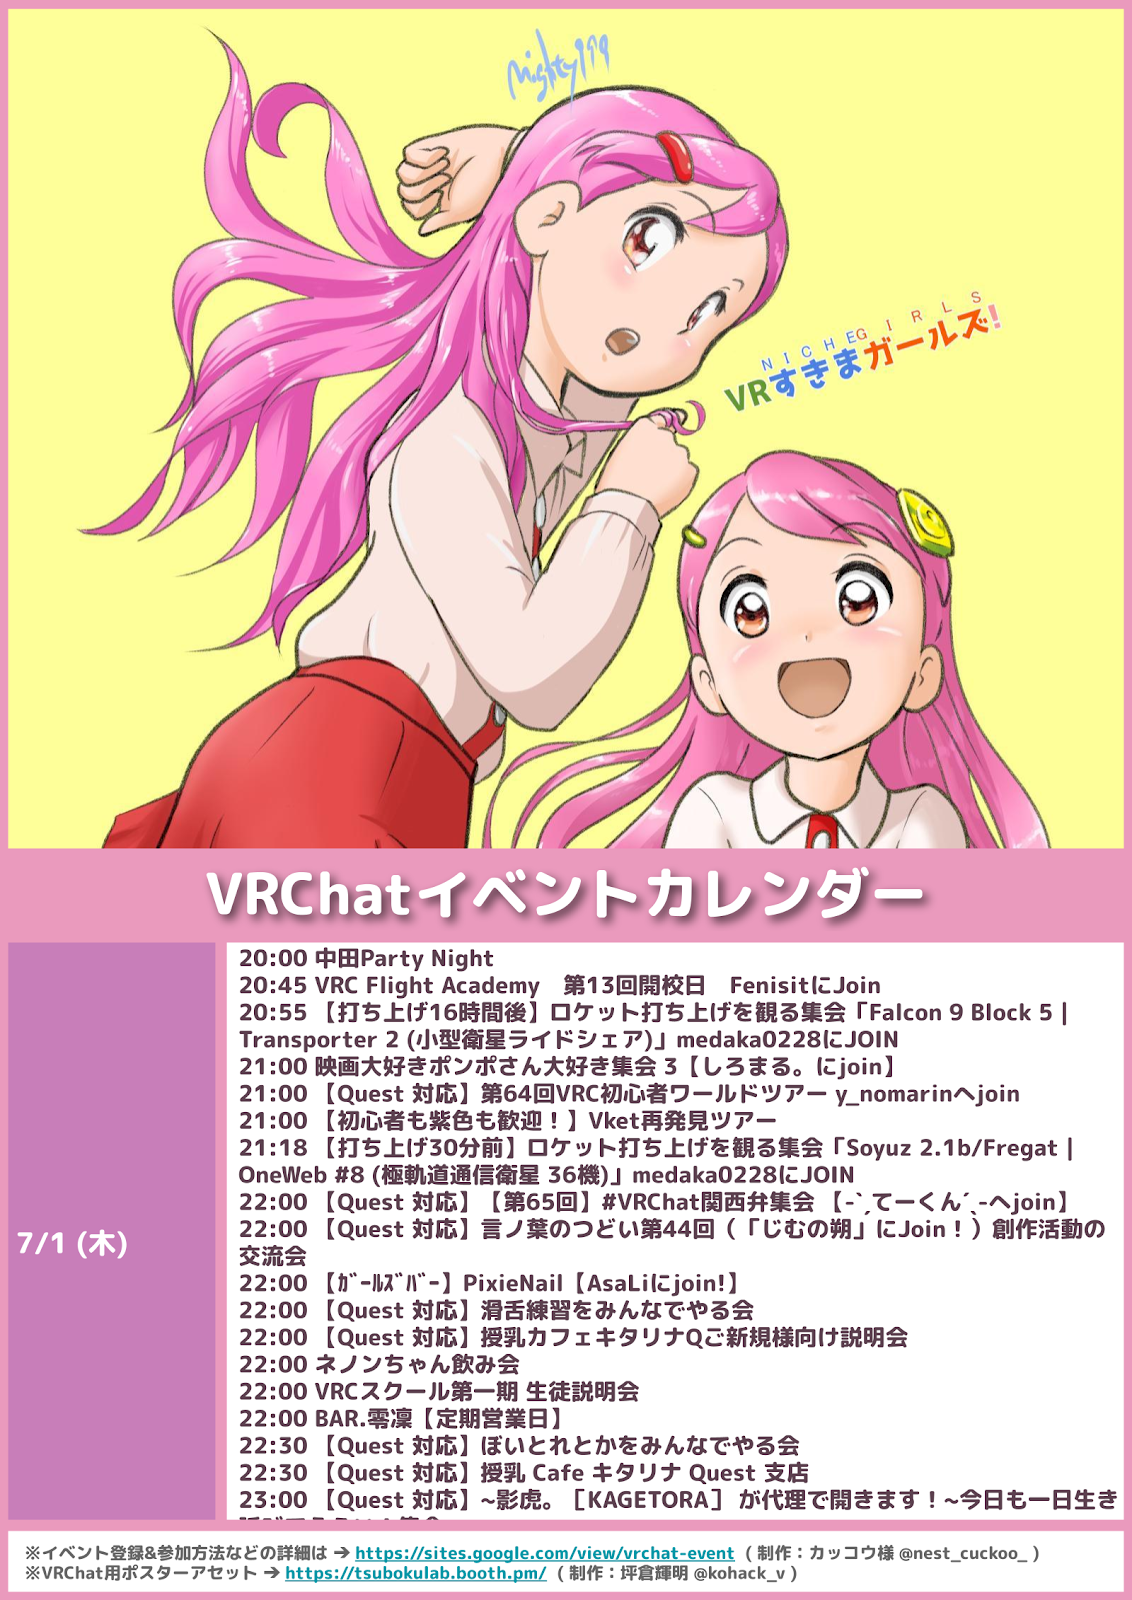 mighty199
NICHE GIRLS
VRすきまガールズ!
VRChatイベントカレンダー
7/1 (木)
20:00 中田Party Night
20:45 VRC Flight Academy　第13回開校日　FenisitにJoin
20:55 【打ち上げ16時間後】ロケット打ち上げを観る集会「Falcon 9 Block 5 |
Transporter 2 (小型衛星ライドシェア)」medaka0228にJOIN
21:00 映画大好きポンポさん大好き集会 3【しろまる。にjoin】
21:00 【Quest 対応】第64回VRC初心者ワールドツアー y_nomarinへjoin
21:00 【初心者も紫色も歓迎！】Vket再発見ツアー
21:18 【打ち上げ30分前】ロケット打ち上げを観る集会「Soyuz 2.1b/Fregat |
OneWeb #8 (極軌道通信衛星 36機)」medaka0228にJOIN
22:00 【Quest 対応】【第65回】#VRChat関西弁集会 【-`ˏてーくん´ˎ-へjoin】
22:00 【Quest 対応】言ノ葉のつどい第44回（「じむの朔」にJoin！）創作活動の
交流会
22:00 【ｶﾞｰﾙｽﾞﾊﾞｰ】PixieNail【AsaLiにjoin!】
22:00 【Quest 対応】滑舌練習をみんなでやる会
22:00 【Quest 対応】授乳カフェキタリナQご新規様向け説明会
22:00 ネノンちゃん飲み会
22:00 VRCスクール第一期 生徒説明会
22:00 BAR.零凜【定期営業日】
22:30 【Quest 対応】ぼいとれとかをみんなでやる会
22:30 【Quest 対応】授乳 Cafe キタリナ Quest 支店
23:00 【Quest 対応】~影虎。［KAGETORA］ が代理で開きます！~今日も一日生き
※イベント登録&参加方法などの詳細は → https://sites.google.com/view/vrchat-event （ 制作：カッコウ様 @nest_cuckoo_ ）
※VRChat用ポスターアセット → https://tsubokulab.booth.pm/ （ 制作：坪倉輝明 @kohack_v ）